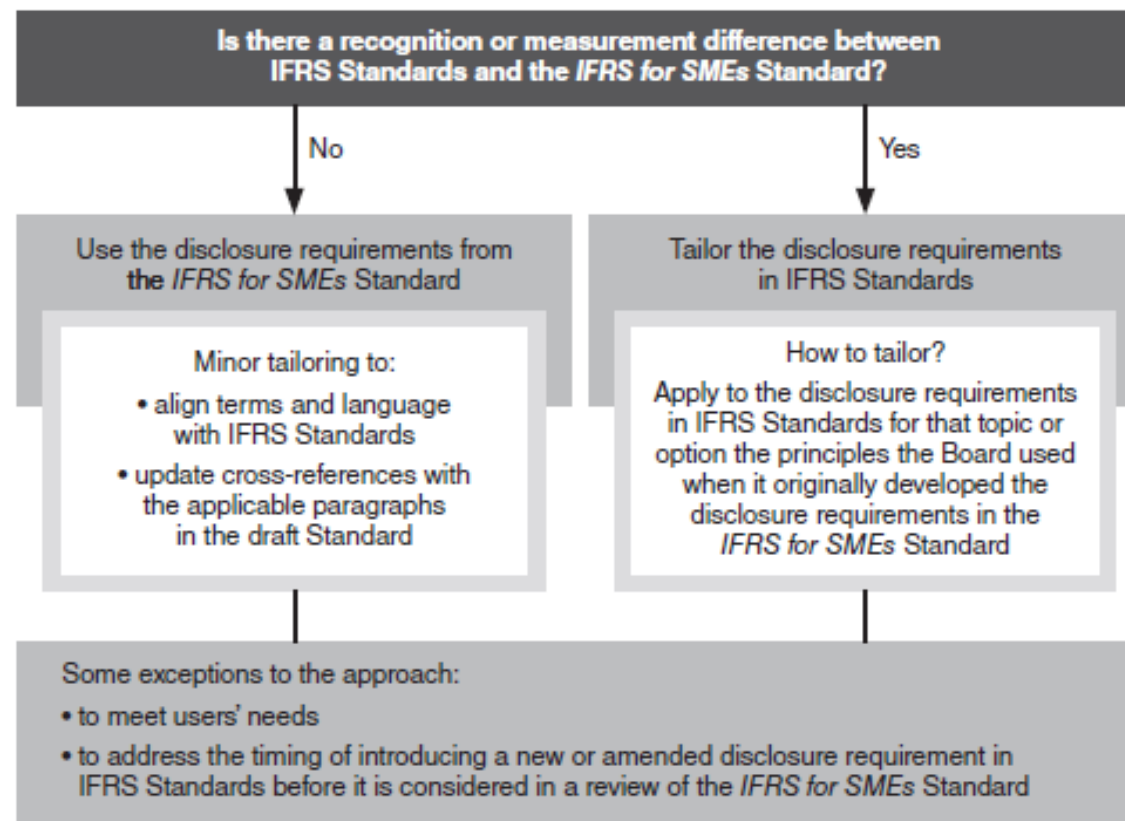 Is there a recognition or measurement difference between
IFRS Standards and the IFRS for SMEs Standard?
No
Yes
Use the disclosure requirements from
the IFRS for SMEs Standard
Minor tailoring to:
• align terms and language
with IFRS Standards
• update cross-references with
the applicable paragraphs
in the draft Standard
Tailor the disclosure requirements
in IFRS Standards
How to tailor?
Apply to the disclosure requirements
in IFRS Standards for that topic or
option the principles the Board used
when it originally developed the
disclosure requirements in the
IFRS for SMEs Standard
Some exceptions to the approach:
• to meet users’ needs
• to address the timing of introducing a new or amended disclosure requirement in
IFRS Standards before it is considered in a review of the IFRS for SMEs Standard